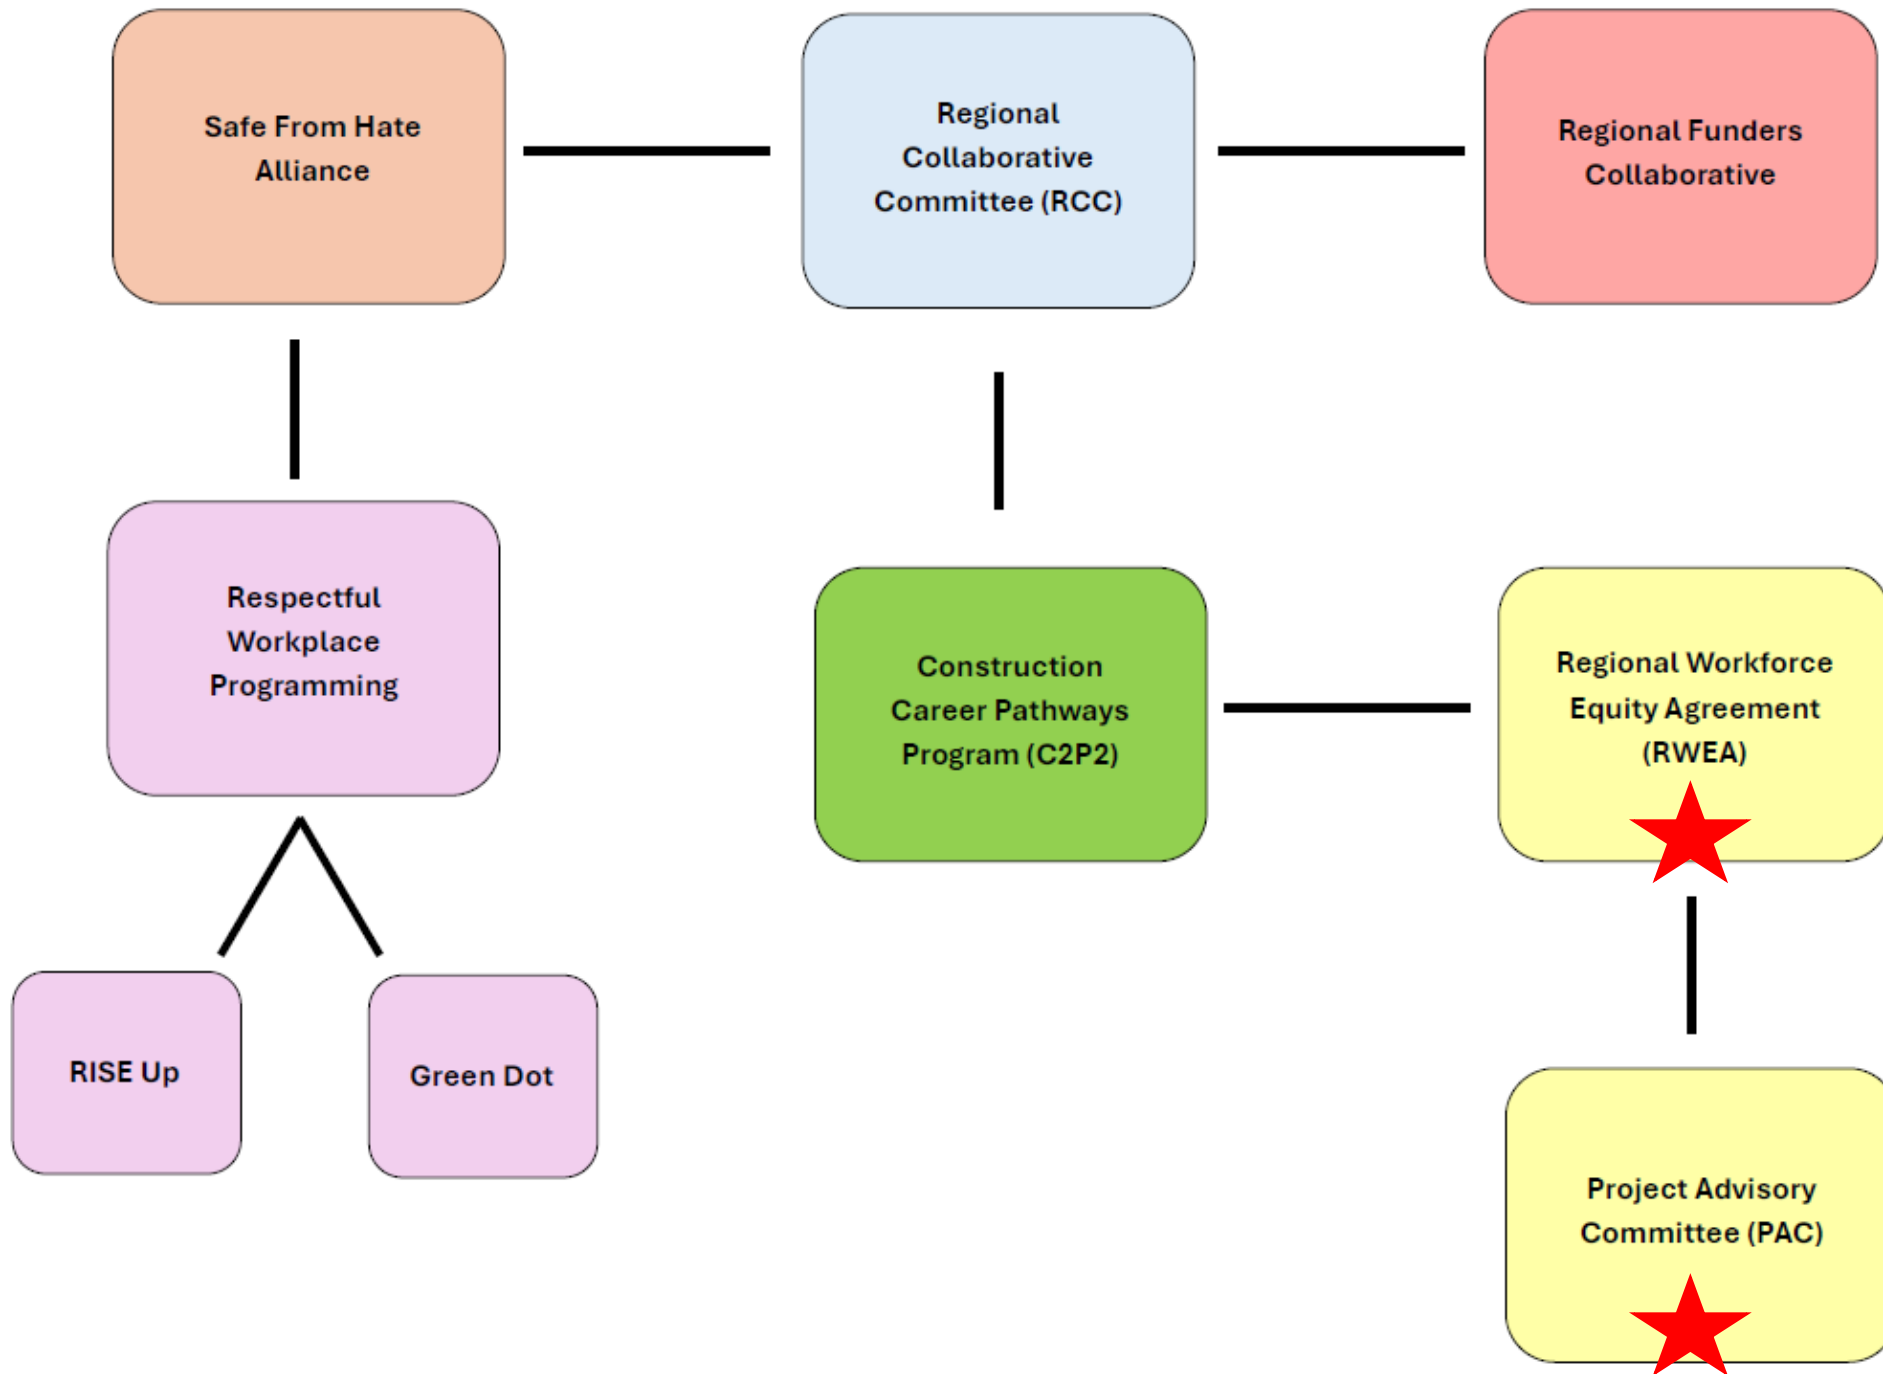 Safe From Hate
Alliance
Regional
Collaborative
Committee (RCC)
Regional Funders
Collaborative
Respectful
Workplace
Programming
Construction
Career Pathways
Program (C2P2)
Regional Workforce
Equity Agreement
(RWEA)
RISE Up
Green Dot
Project Advisory
Committee (PAC)